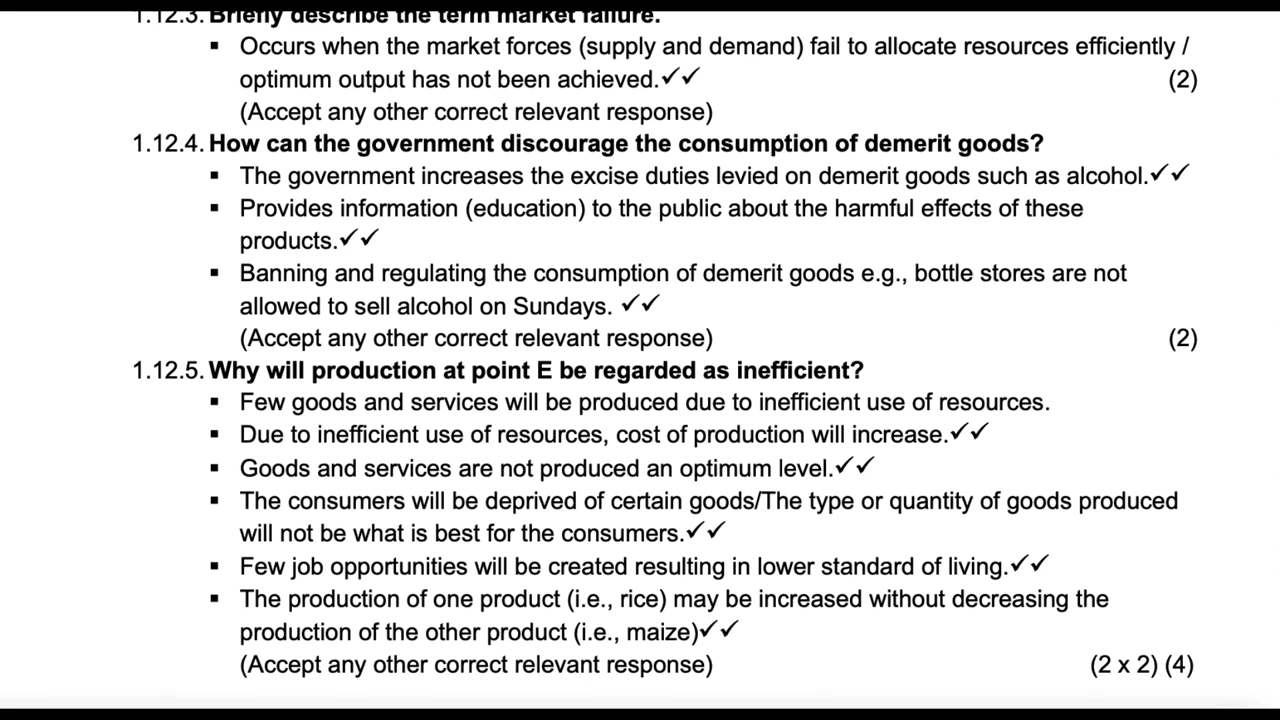 1.12.3. Briefly describe the term market failure.
▪ Occurs when the market forces (supply and demand) fail to allocate resources efficiently /
optimum output has not been achieved.✓✓ (2)
(Accept any other correct relevant response)
1.12.4. How can the government discourage the consumption of demerit goods?
▪ The government increases the excise duties levied on demerit goods such as alcohol.✓✓
▪ Provides information (education) to the public about the harmful effects of these
products.✓✓
▪ Banning and regulating the consumption of demerit goods e.g., bottle stores are not
allowed to sell alcohol on Sundays. ✓✓
(Accept any other correct relevant response) (2)
1.12.5. Why will production at point E be regarded as inefficient?
▪ Few goods and services will be produced due to inefficient use of resources.
▪ Due to inefficient use of resources, cost of production will increase.✓✓
▪ Goods and services are not produced an optimum level.✓✓
▪ The consumers will be deprived of certain goods/The type or quantity of goods produced
will not be what is best for the consumers.✓✓
▪ Few job opportunities will be created resulting in lower standard of living.✓✓
▪ The production of one product (i.e., rice) may be increased without decreasing the
production of the other product (i.e., maize)✓✓
(Accept any other correct relevant response) (2 x 2) (4)